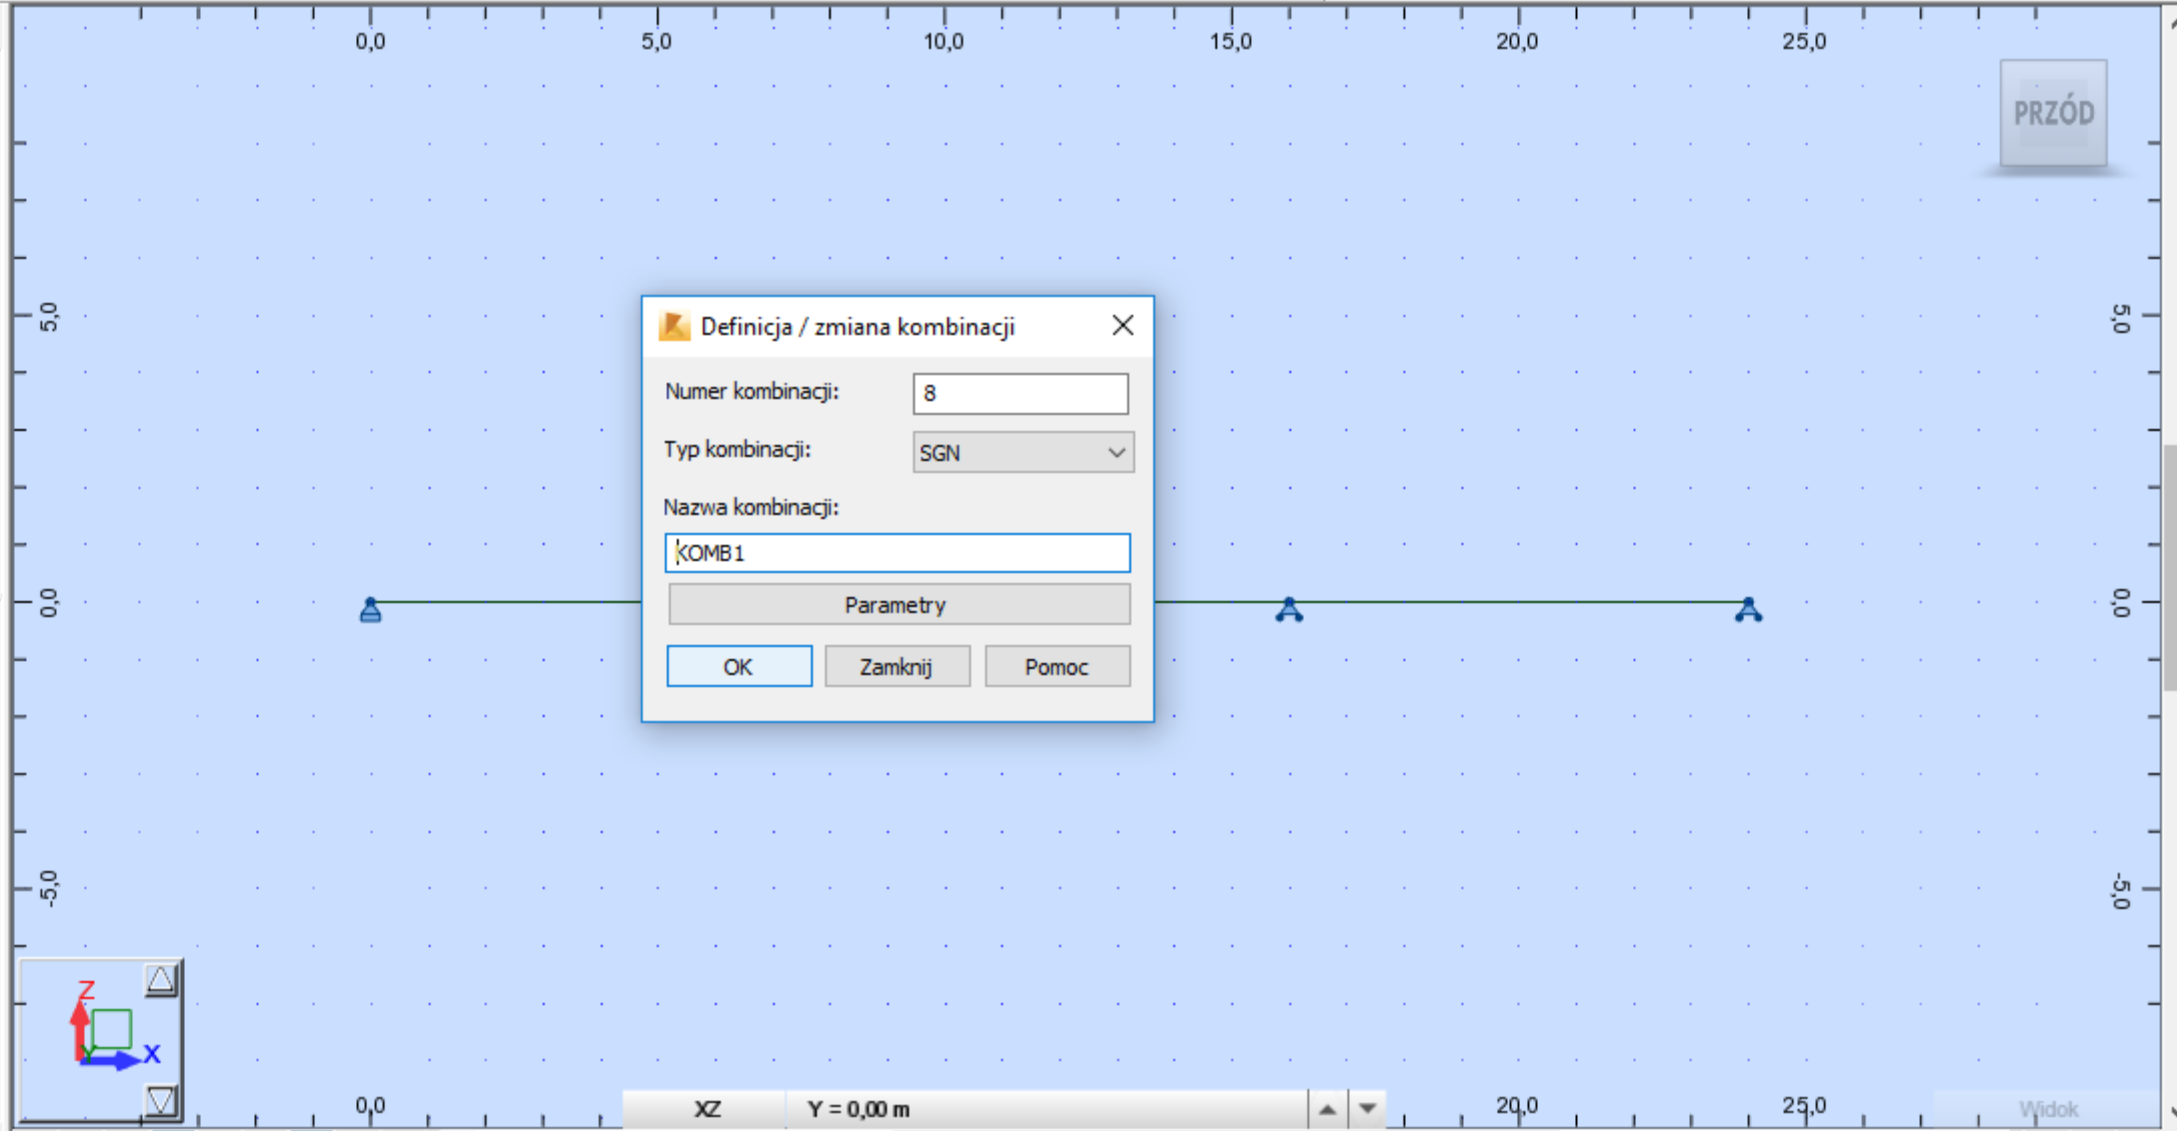 0,0 5,0 10,0 15,0 20,0 25,0
PRZÓD
5,0 5,0
Definicja / zmiana kombinacji
Numer kombinacji: 8
Typ kombinacji: SGN
Nazwa kombinacji:
KOMB1
0,0 0,0
Parametry
OK Zamknij Pomoc
-5,0 -5,0
Z
Y X
0,0 20,0 25,0
XZ Y = 0,00 m Widok